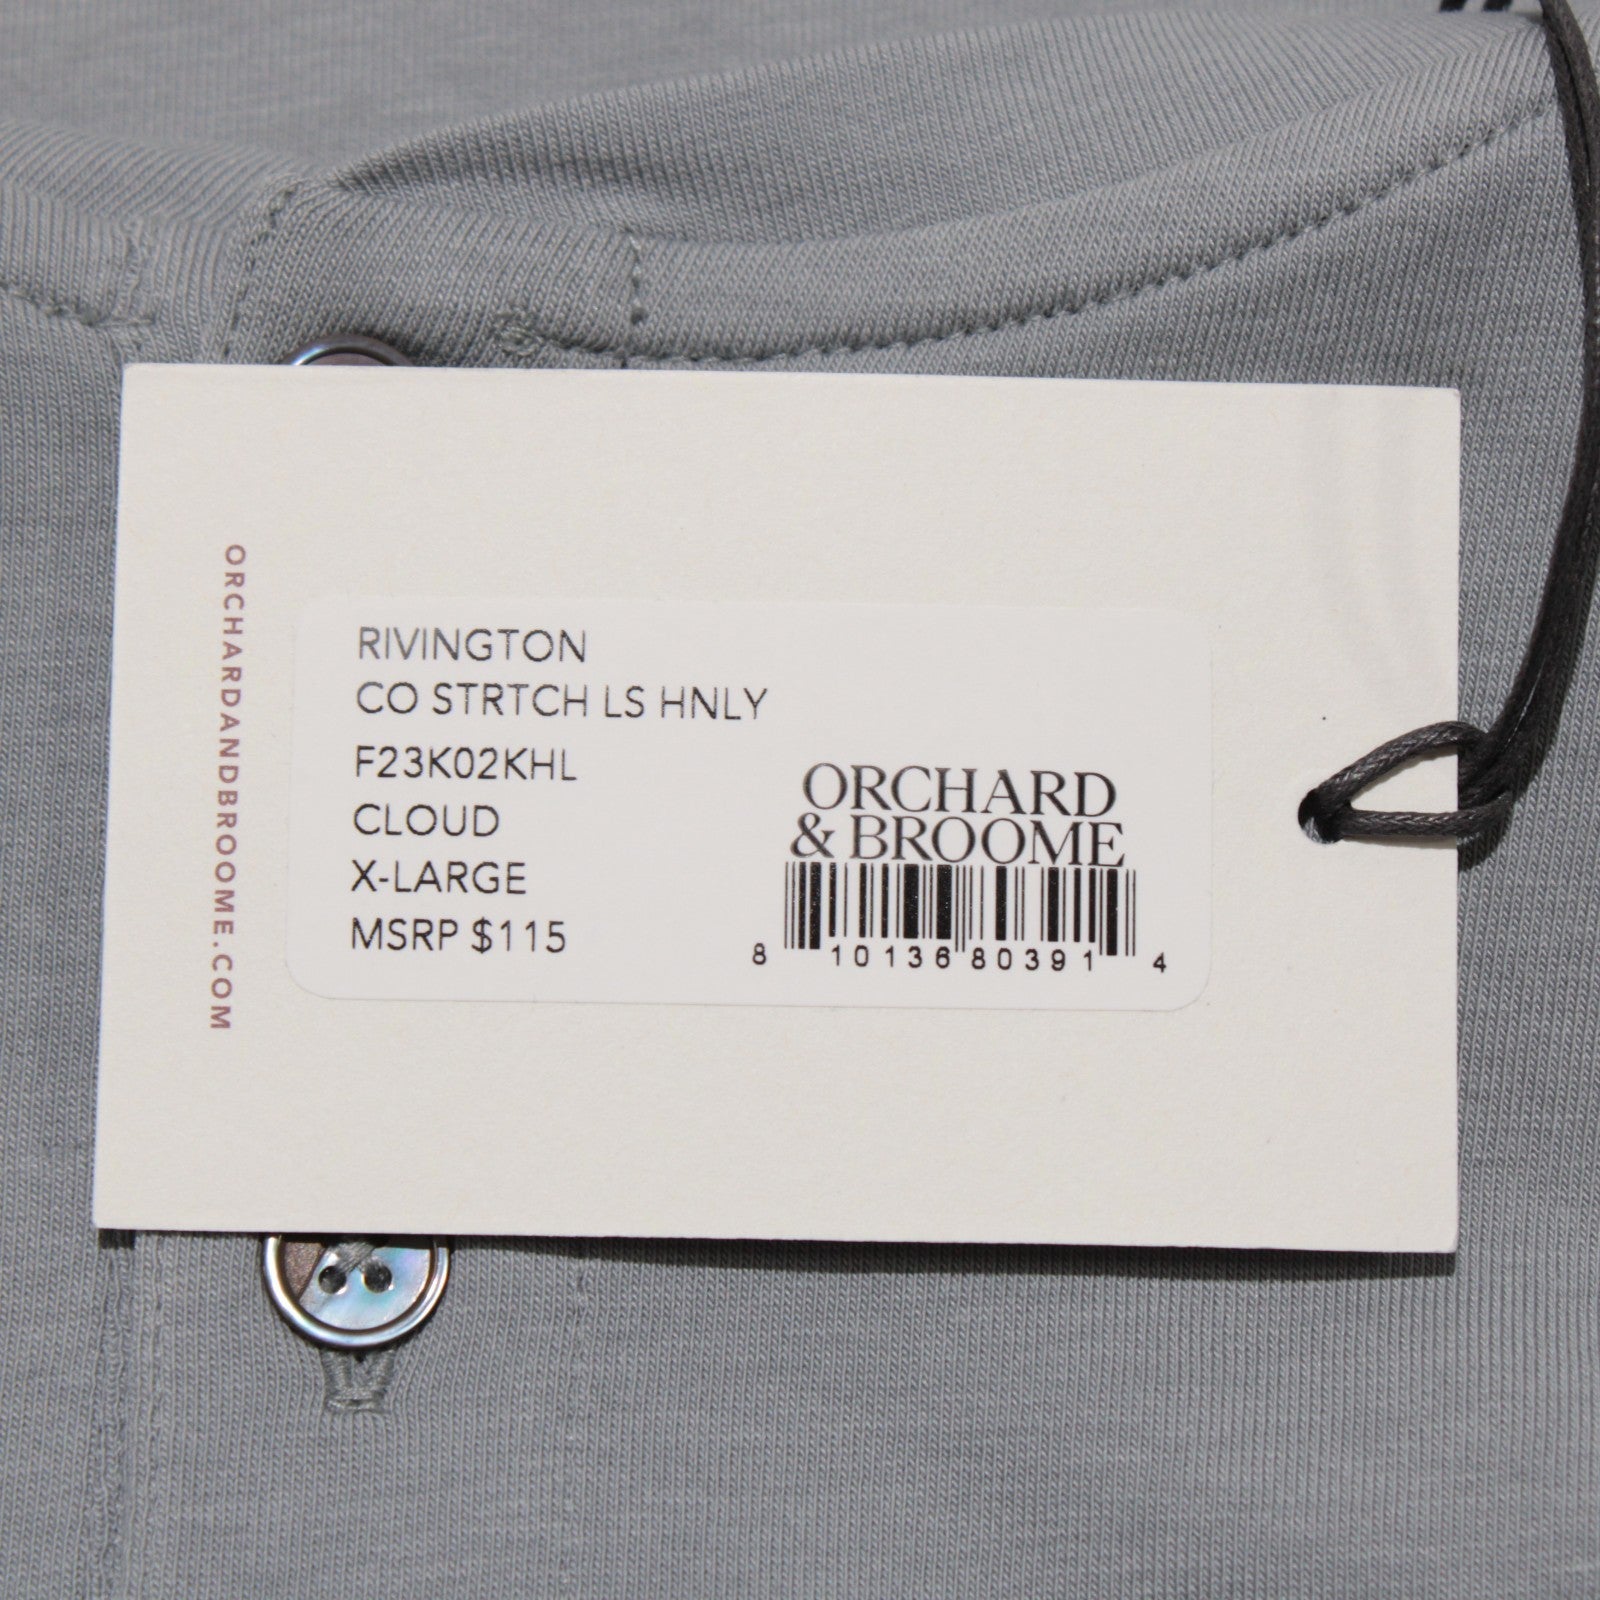 ORCHARDANDBROOME.COM
RIVINGTON
CO STRTCH LS HNLY
F23K02KHL
CLOUD
X-LARGE
MSRP $115
ORCHARD
& BROOME
8 10136 80391 4